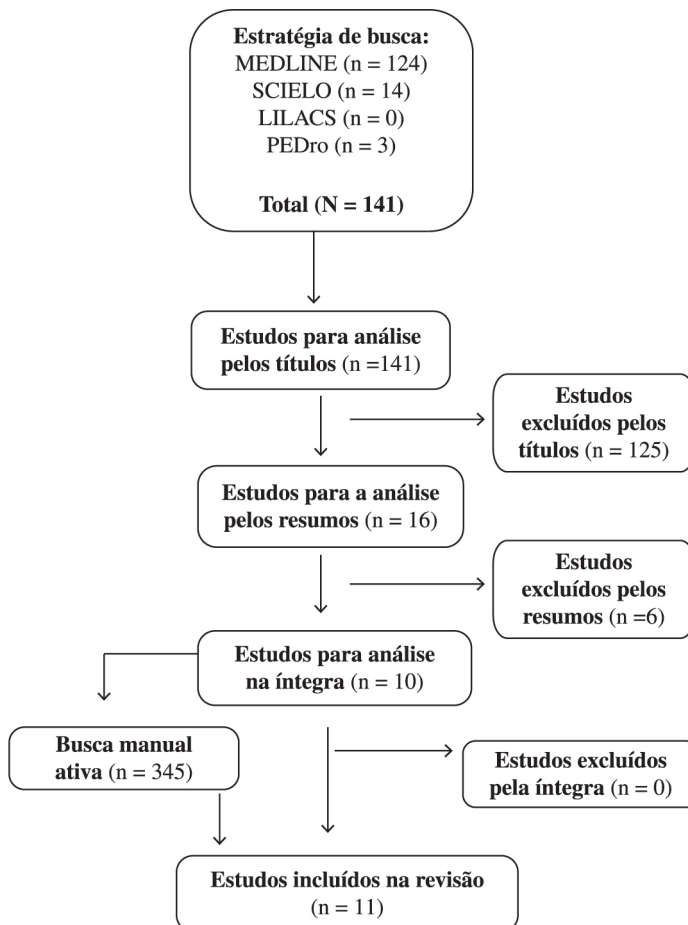 Estratégia de busca:
MEDLINE (n = 124)
SCIELO (n = 14)
LILACS (n = 0)
PEDro (n = 3)
Total (N = 141)
Estudos para análise
pelos títulos (n =141)
Estudos
excluídos pelos
títulos (n = 125)
Estudos para a análise
pelos resumos (n = 16)
Estudos
excluídos pelos
resumos (n =6)
Estudos para análise
na íntegra (n = 10)
Busca manual
ativa (n = 345)
Estudos excluídos
pela íntegra (n = 0)
Estudos incluídos na revisão
(n = 11)